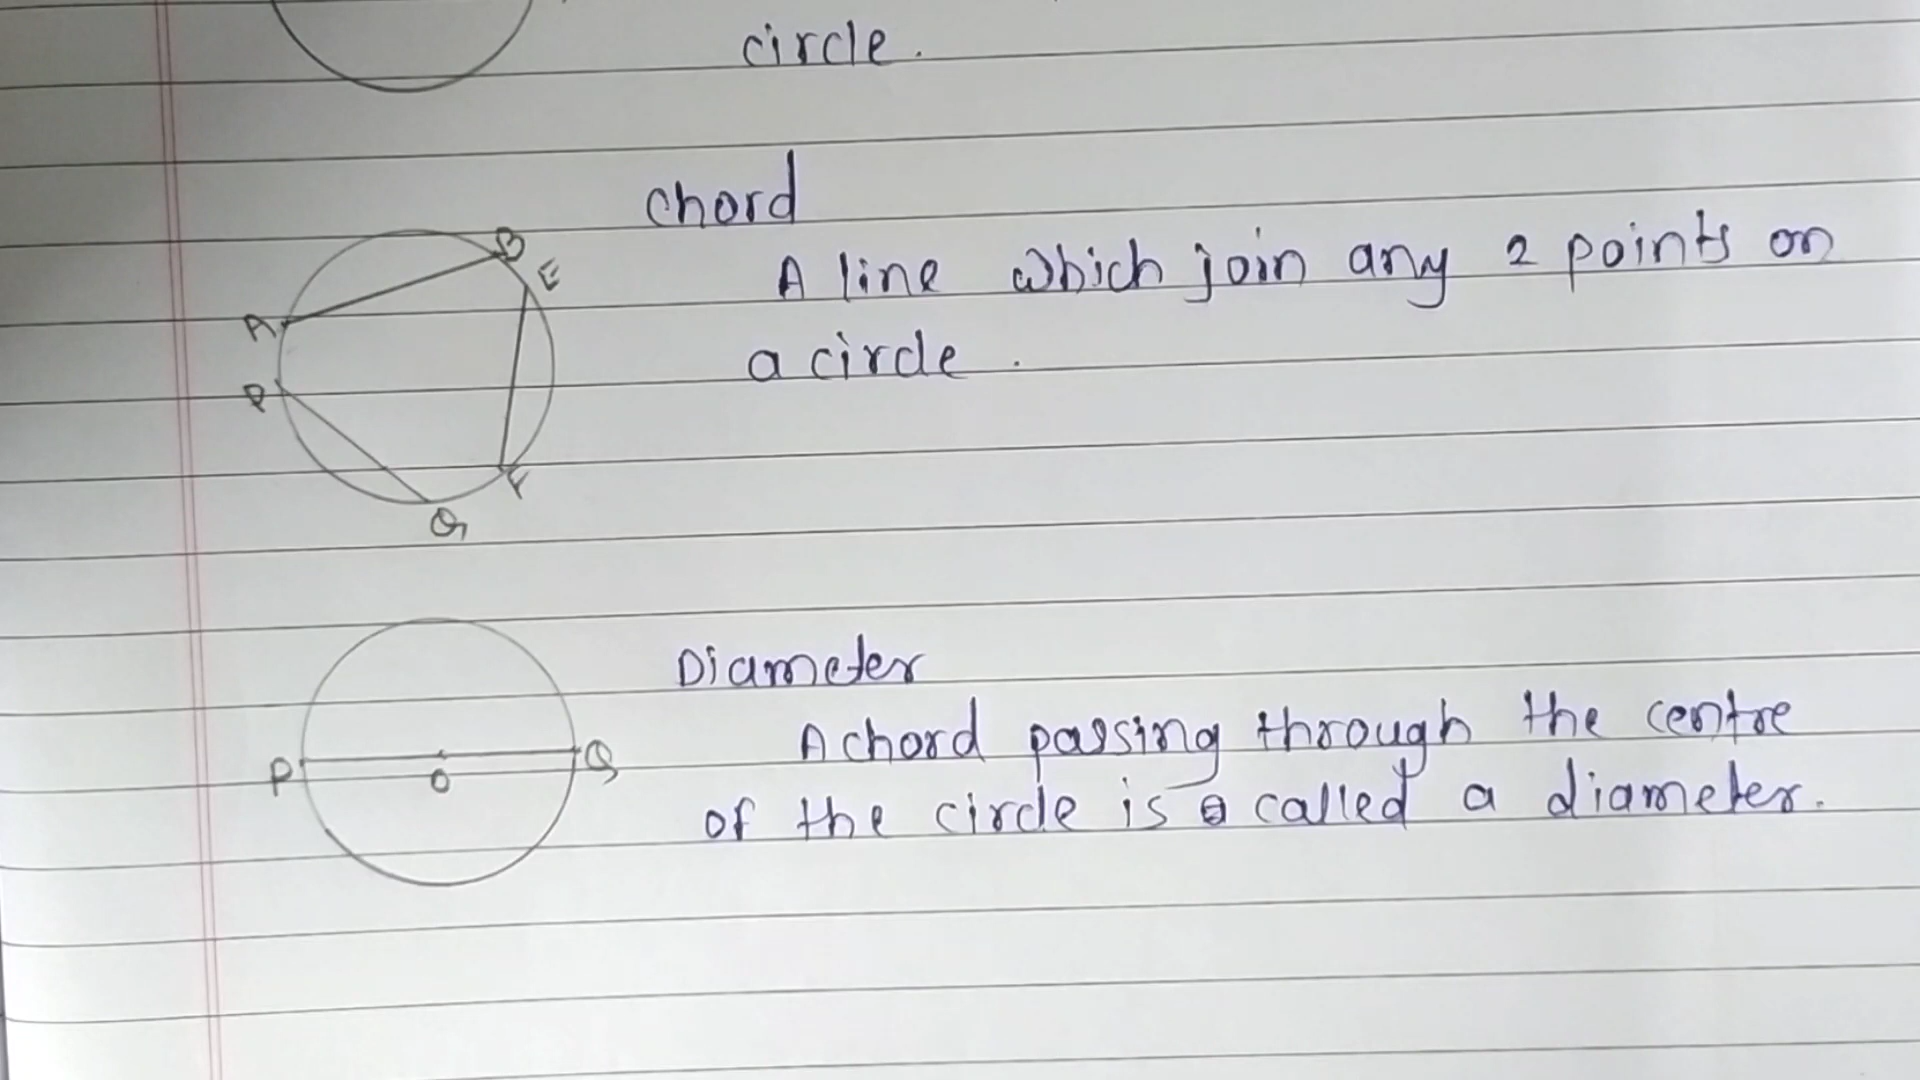 circle.
chord
A line which join any 2 points on
a circle.
B
E
A
P
F
Q
Diameter
A chord passing through the centre
P
O
Q
of the circle is a called a diameter.